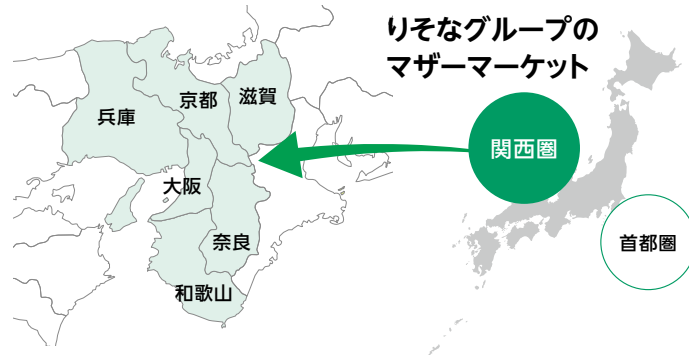 りそなグループの
マザーマーケット
関西圏
首都圏
兵庫
京都
滋賀
大阪
奈良
和歌山